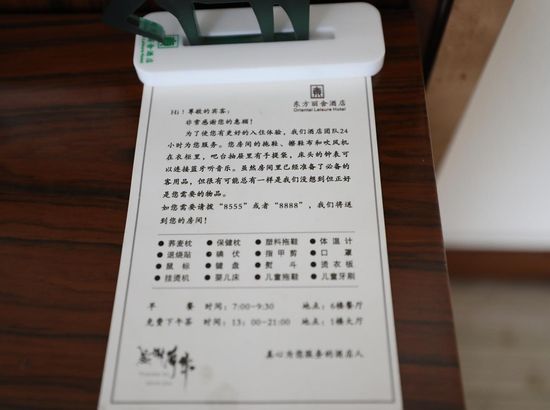 东方丽舍酒店
Oriental Leisure Hotel
Hi！尊敬的宾客：
非常感谢您的惠顾！
为了使您有更好的入住体验，我们酒店团队24
小时为您服务。您房间的拖鞋、擦鞋布和吹风机
在衣柜里，吧台抽屉里有手提袋，床头的钟表可
以连接蓝牙听音乐。虽然房间里已经准备了必备的
客用品，但很有可能总有一样是我们没想到但正好
是您需要的物品。
如您需要请拨“8555”或者“8888”，我们将送
到您的房间！
● 荞麦枕 ● 保健枕 ● 塑料拖鞋 ● 体温计
● 退烧贴 ● 碘伏 ● 指甲剪 ● 口罩
● 鼠标 ● 键盘 ● 熨斗 ● 烫衣板
● 挂烫机 ● 婴儿床 ● 儿童拖鞋 ● 儿童牙刷
早餐 时间：7:00-9:30 地点：6楼餐厅
免费下午茶 时间：13：00-21:00 地点：1楼大厅
真心为您服务的酒店人